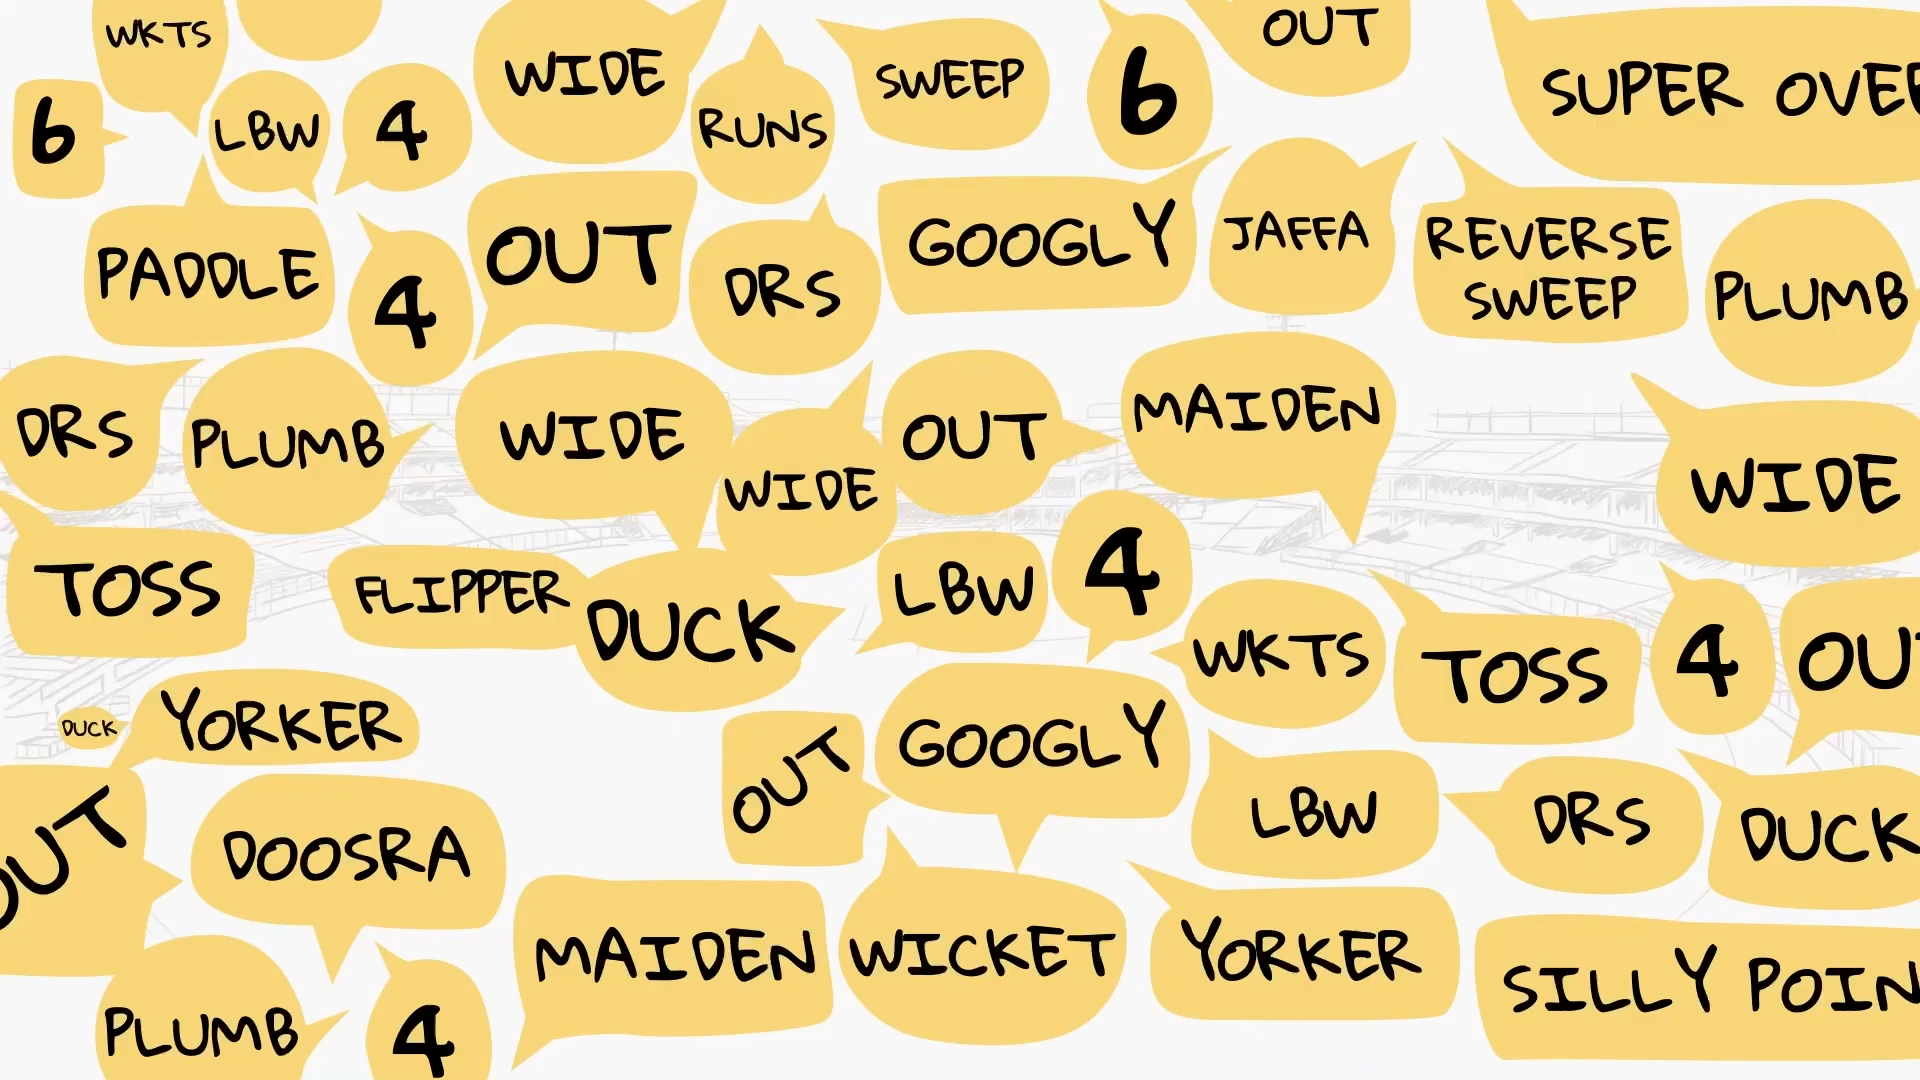 WKTS
WIDE
SWEEP
6
OUT
SUPER OVE
6
LBW
4
RUNS
PADDLE
4
OUT
DRS
GOOGLY
JAFFA
REVERSE
SWEEP
PLUMB
DRS
PLUMB
WIDE
WIDE
OUT
MAIDEN
WIDE
TOSS
FLIPPER
DUCK
LBW
4
WKTS
TOSS
4
OU
DUCK
YORKER
OUT
GOOGLY
LBW
DRS
DUCK
OUT
DOOSRA
MAIDEN
WICKET
YORKER
SILLY POIN
PLUMB
4